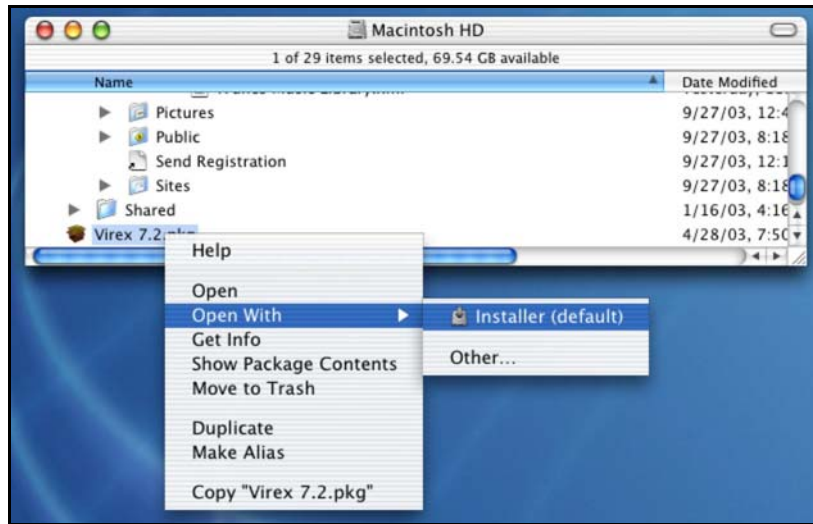 Macintosh HD
1 of 29 items selected, 69.54 GB available
Name Date Modified
Pictures 9/27/03, 12:4
Public 9/27/03, 8:18
Send Registration 9/27/03, 12:1
Sites 9/27/03, 8:18
Shared 1/16/03, 4:16
Virex 7.2.pkg 4/28/03, 7:50
Help
Open
Open With
Installer (default)
Get Info
Show Package Contents
Other...
Move to Trash
Duplicate
Make Alias
Copy "Virex 7.2.pkg"